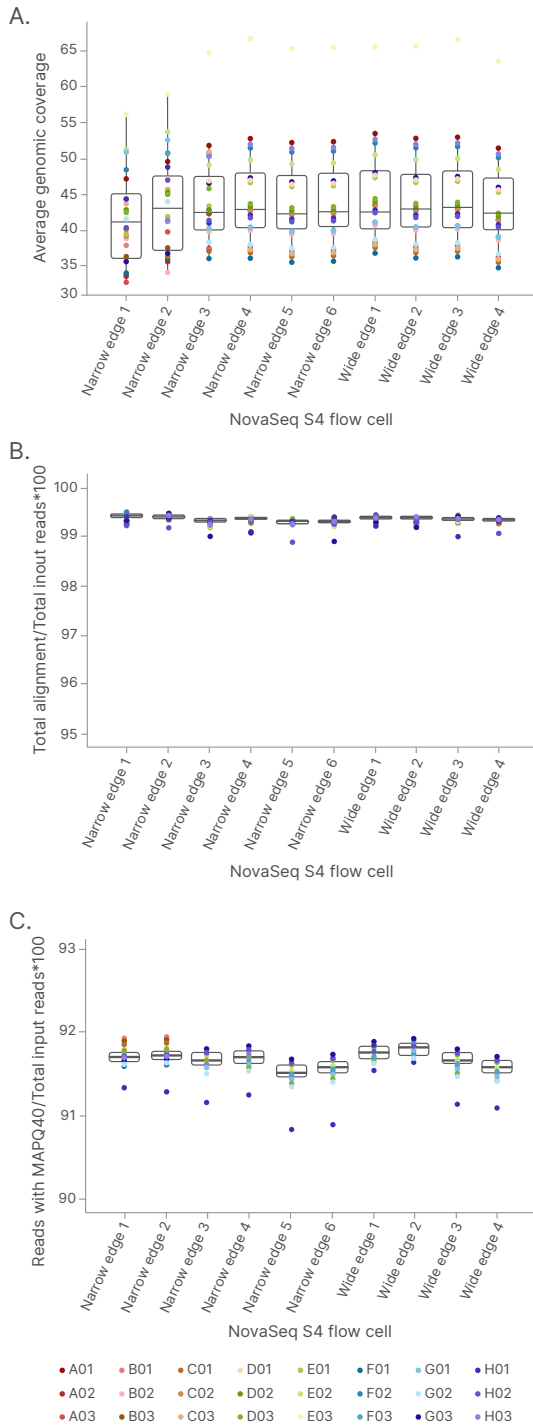 A.
Average genomic coverage
65
60
55
50
45
40
35
30
Narrow edge 1
Narrow edge 2
Narrow edge 3
Narrow edge 4
Narrow edge 5
Narrow edge 6
Wide edge 1
Wide edge 2
Wide edge 3
Wide edge 4
NovaSeq S4 flow cell
B.
Total alignment/Total inout reads*100
100
99
98
97
96
95
Narrow edge 1
Narrow edge 2
Narrow edge 3
Narrow edge 4
Narrow edge 5
Narrow edge 6
Wide edge 1
Wide edge 2
Wide edge 3
Wide edge 4
NovaSeq S4 flow cell
C.
Reads with MAPQ40/Total input reads*100
93
92
91
90
Narrow edge 1
Narrow edge 2
Narrow edge 3
Narrow edge 4
Narrow edge 5
Narrow edge 6
Wide edge 1
Wide edge 2
Wide edge 3
Wide edge 4
NovaSeq S4 flow cell
A01 B01 C01 D01 E01 F01 G01 H01
A02 B02 C02 D02 E02 F02 G02 H02
A03 B03 C03 D03 E03 F03 G03 H03